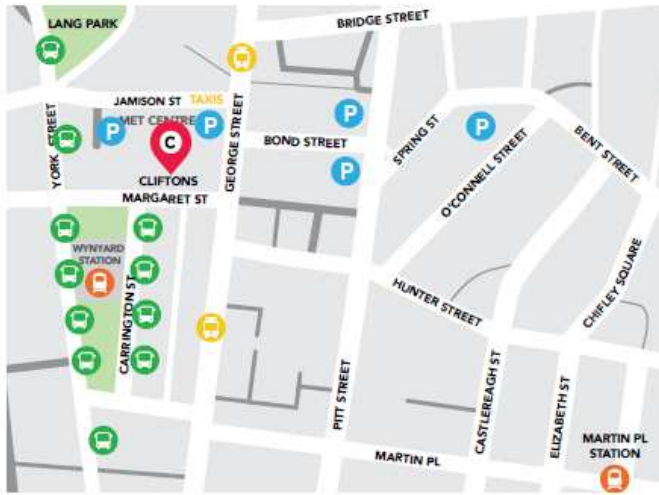 BRIDGE STREET
LANG PARK
JAMISON ST TAXIS
MET CENTRE
P
P
P
P
P
C
YORK STREET
GEORGE STREET
BOND STREET
SPRING ST
BENT STREET
O'CONNELL STREET
CLIFTONS
MARGARET ST
WYNYARD
STATION
CARRINGTON ST
HUNTER STREET
CHIFLEY SQUARE
PITT STREET
CASTLEREAGH ST
ELIZABETH ST
MARTIN PL
MARTIN PL
STATION